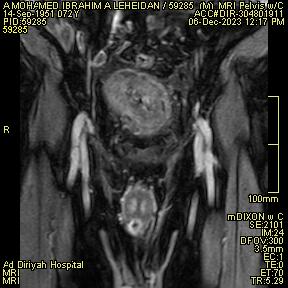 A MOHAMED IBRAHIM A LEHEIDAN / 59285 (M) MRI Pelvis w/C
14-Sep-1951 072Y ACC#DIR-304801911
PID:59285 06-Dec-2023 12:17 PM
59285
R
100mm
mDIXON w C
SE:2101
IM:24
Ad Diriyah Hospital DFOV:300
3.5mm
MRI EC:1
TE:0
MRI ET:70
TR:5.29